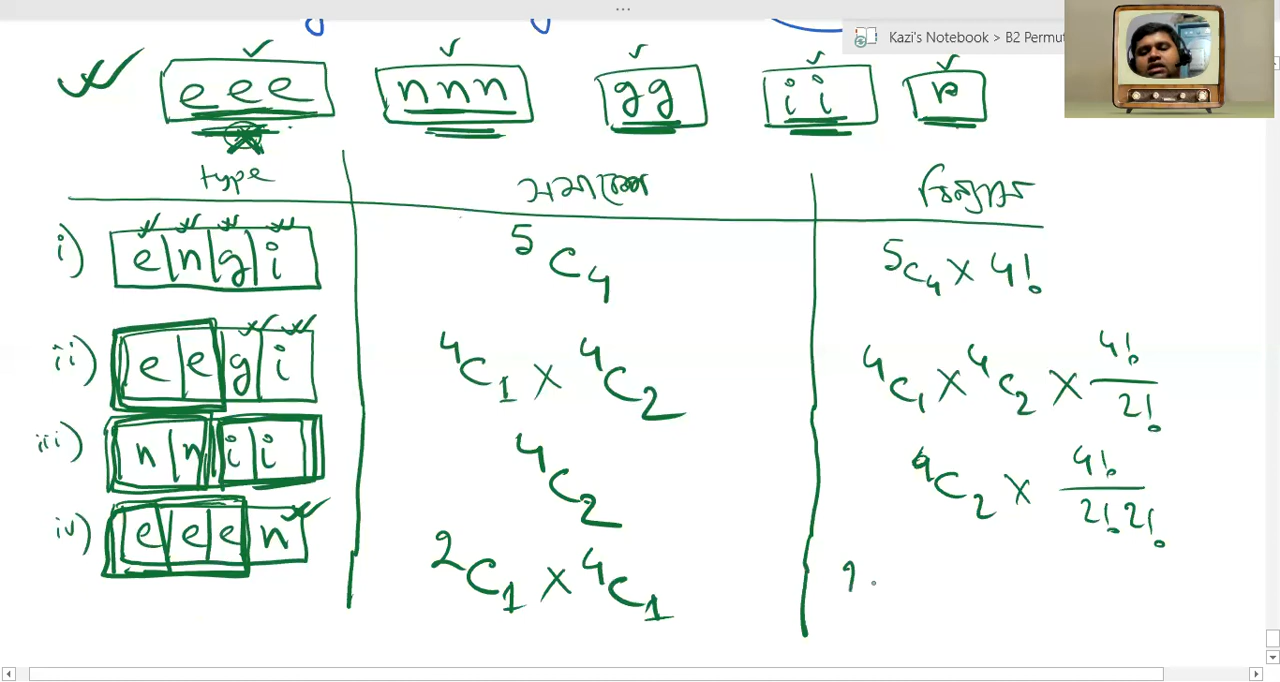 Kazi's Notebook > B2 Permut
eee nnn gg ii r
type সমাবেশ বিন্যাস
i) e|n|g|i ⁵C₄ ⁵C₄ × 4!
ii) e|e|g|i ⁴C₁ × ⁴C₂ ⁴C₁ × ⁴C₂ × 4!/2!
iii) n|n|i|i ⁴C₂ ⁴C₂ × 4!/2!2!
iv) e|e|e|n ²C₁ × ⁴C₁